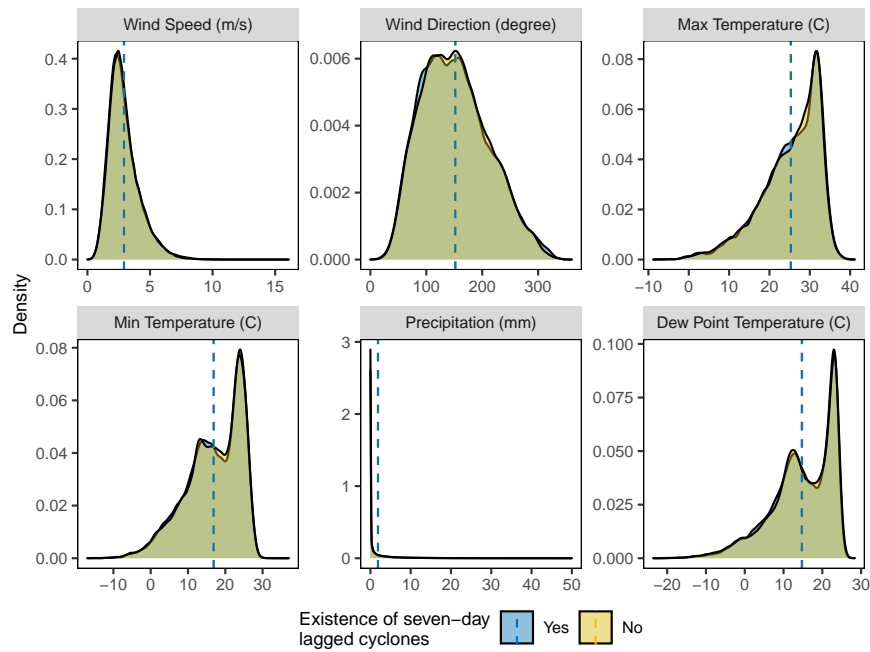 Wind Speed (m/s)
Wind Direction (degree)
Max Temperature (C)
0.4
0.3
0.2
0.1
0.0
0 5 10 15
0.006
0.004
0.002
0.000
0 100 200 300
0.08
0.06
0.04
0.02
0.00
−10 0 10 20 30 40
Density
Min Temperature (C)
Precipitation (mm)
Dew Point Temperature (C)
0.08
0.06
0.04
0.02
0.00
−10 0 10 20 30
3
2
1
0
0 10 20 30 40 50
0.100
0.075
0.050
0.025
0.000
−20 −10 0 10 20 30
Existence of seven−day
lagged cyclones
Yes
No